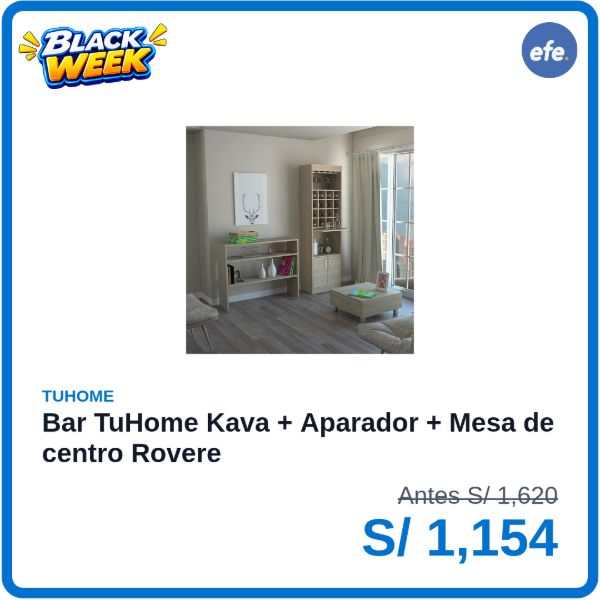 BLACK
WEEK
efe.
TUHOME
Bar TuHome Kava + Aparador + Mesa de
centro Rovere
Antes S/ 1,620
S/ 1,154